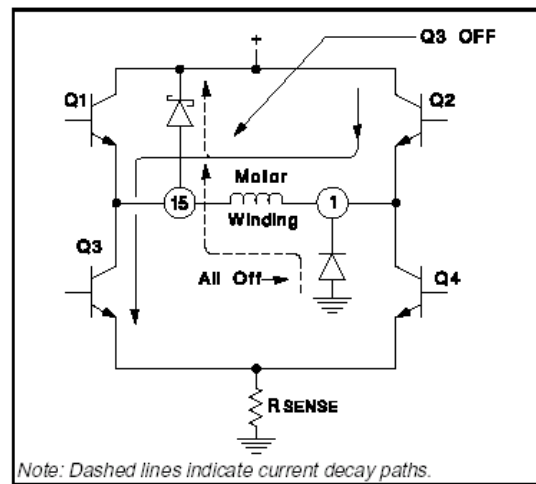 +
Q3 OFF
Q1
Q2
Motor
15
1
Winding
Q3
All Off
Q4
RSENSE
Note: Dashed lines indicate current decay paths.